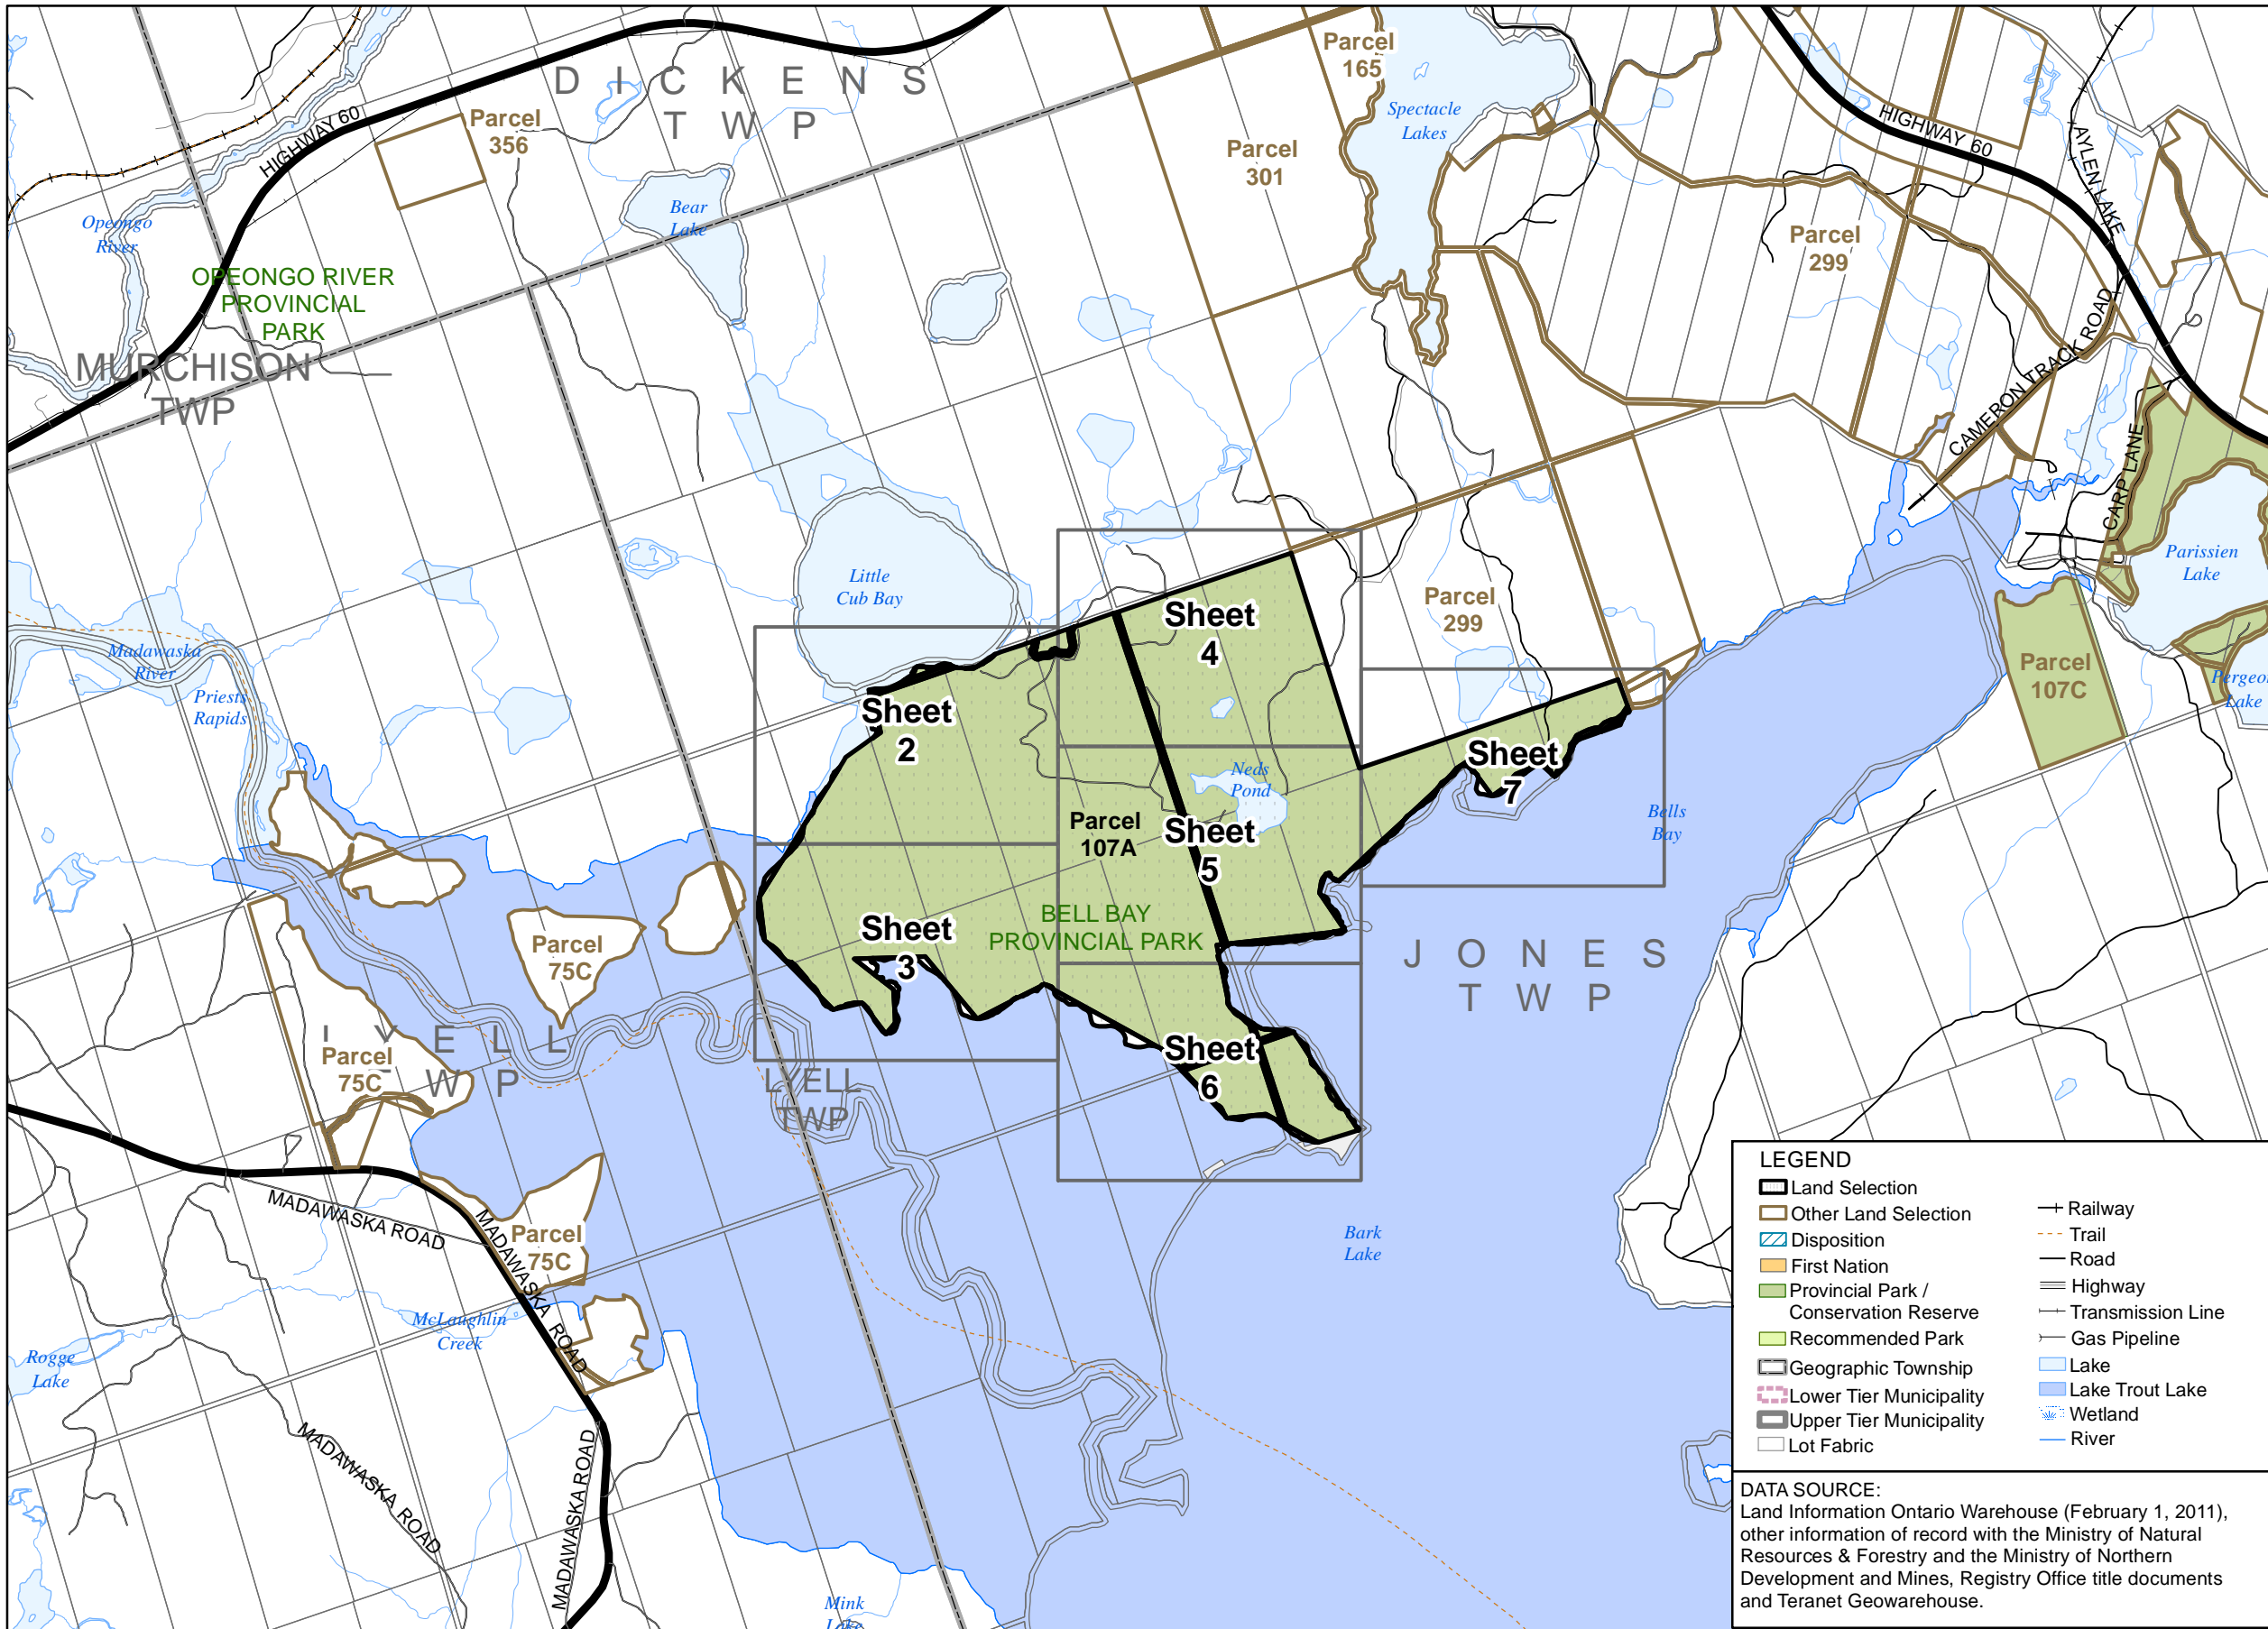 D I C K E N S
T W P
Parcel
165
Spectacle
Lakes
HIGHWAY 60
Parcel
356
HIGHWAY 60
AYLEN LAKE
Parcel
301
Bear
Lake
Opeongo
River
Parcel
299
OPEONGO RIVER
PROVINCIAL
PARK
MURCHISON
TWP
CAMERON TRACK ROAD
CARP LANE
Parissien
Lake
Little
Cub Bay
Parcel
299
Sheet
4
Madawaska
River
Priests
Rapids
Parcel
107C
Pergeon
Lake
Sheet
2
Sheet
7
Neds
Pond
Bells
Bay
Parcel
107A
Sheet
5
BELL BAY
PROVINCIAL PARK
Sheet
3
Parcel
75C
J O N E S
T W P
L Y E L L
T W P
Parcel
75C
Sheet
6
LYELL
TWP
MADAWASKA ROAD
MADAWASKA ROAD
Parcel
75C
Bark
Lake
McLaughlin
Creek
Rogge
Lake
MADAWASKA ROAD
MADAWASKA ROAD
Mink
Lake
LEGEND
Land Selection
Other Land Selection
Disposition
First Nation
Provincial Park /
Conservation Reserve
Recommended Park
Geographic Township
Lower Tier Municipality
Upper Tier Municipality
Lot Fabric
Railway
Trail
Road
Highway
Transmission Line
Gas Pipeline
Lake
Lake Trout Lake
Wetland
River
DATA SOURCE:
Land Information Ontario Warehouse (February 1, 2011),
other information of record with the Ministry of Natural
Resources & Forestry and the Ministry of Northern
Development and Mines, Registry Office title documents
and Teranet Geowarehouse.